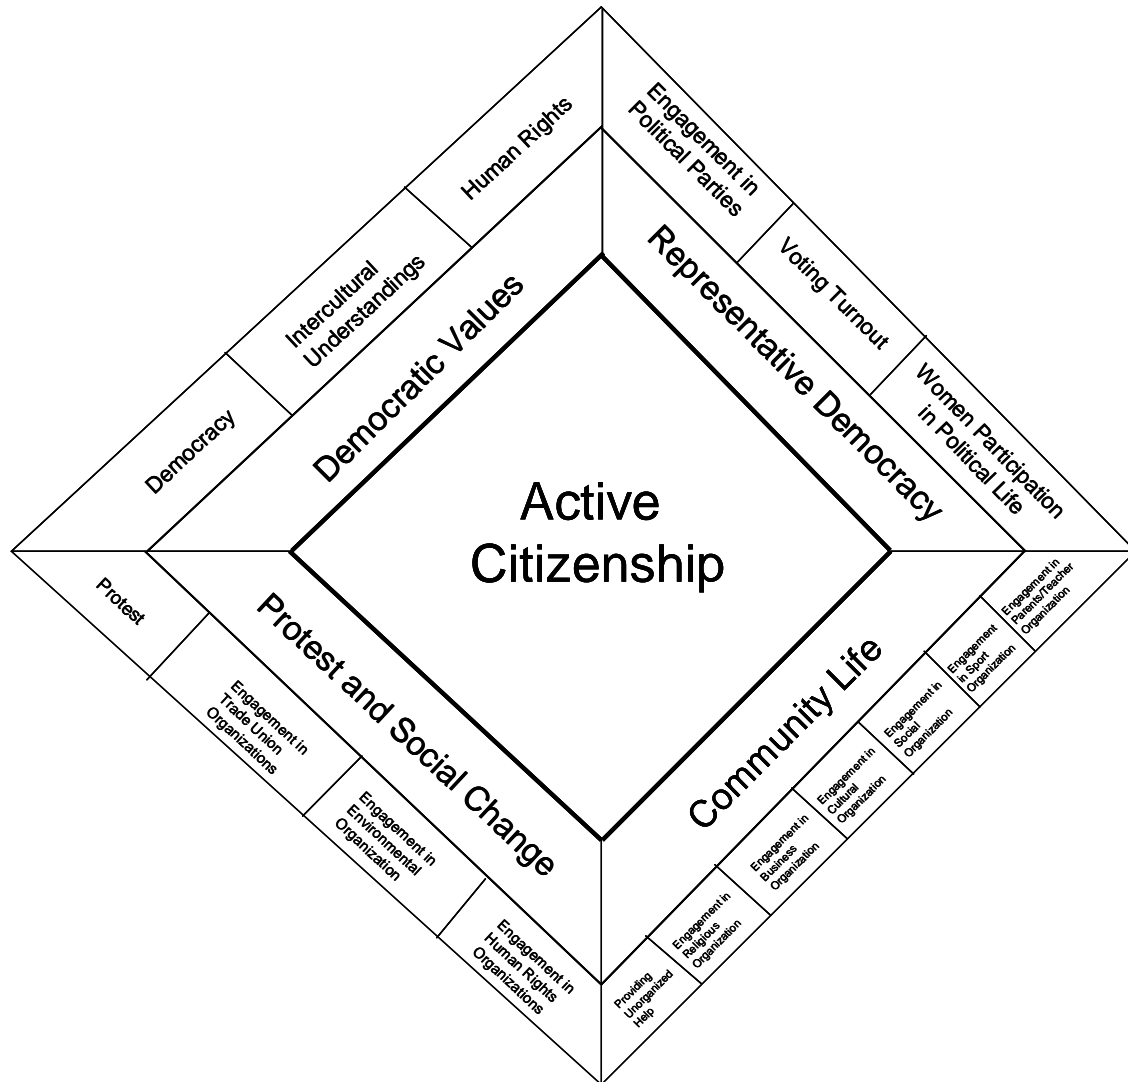 Human Rights
Intercultural
Understandings
Democracy
Democratic Values
Engagement in
Political Parties
Voting Turnout
Women Participation
in Political Life
Representative Democracy
Active
Citizenship
Protest
Engagement in
Trade Union
Organizations
Engagement in
Environmental
Organization
Engagement in
Human Rights
Organizations
Protest and Social Change
Community Life
Engagement in
Parents/Teacher
Organization
Engagement
in Sport
Organization
Engagement in
Social
Organization
Engagement in
Cultural
Organization
Engagement in
Business
Organization
Engagement in
Religious
Organization
Providing
Unorganized
Help